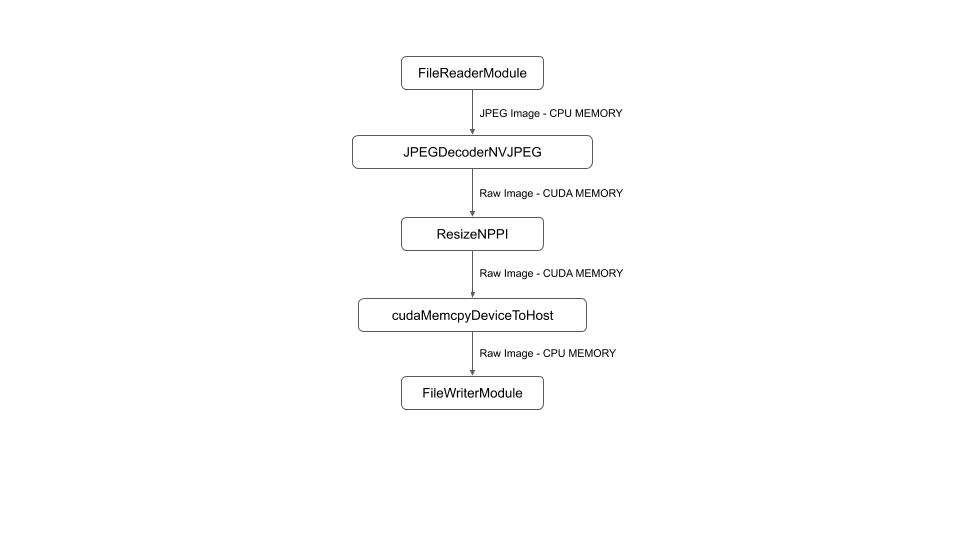 FileReaderModule
JPEG Image - CPU MEMORY
JPEGDecoderNVJPEG
Raw Image - CUDA MEMORY
ResizeNPPI
Raw Image - CUDA MEMORY
cudaMemcpyDeviceToHost
Raw Image - CPU MEMORY
FileWriterModule